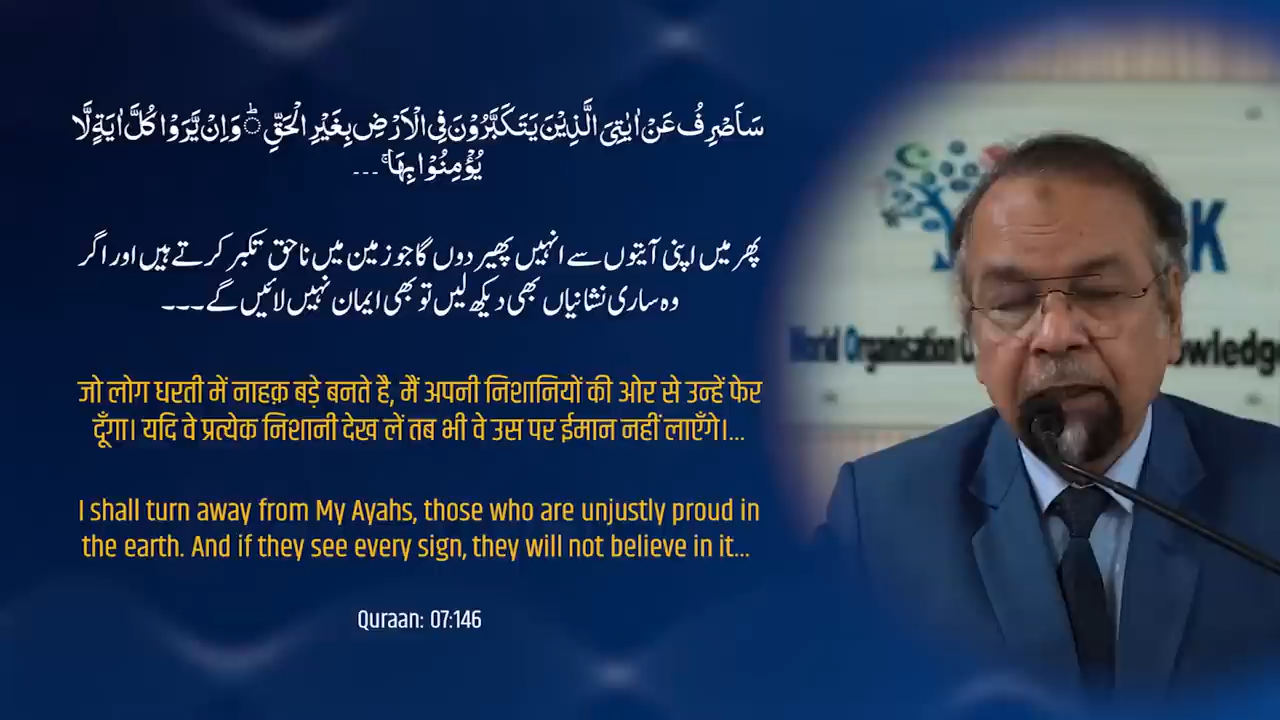 سَاَصۡرِفُ عَنۡ اٰيٰتِىَ الَّذِيۡنَ يَتَكَبَّرُوۡنَ فِى الۡاَرۡضِ بِغَيۡرِ الۡحَـقِّ ؕ وَاِنۡ يَّرَوۡا كُلَّ اٰيَةٍ لَّا
يُؤۡمِنُوۡا بِهَا ۚ ...
پھر میں اپنی آیتوں سے انہیں پھیر دوں گا جو زمین میں ناحق تکبر کرتے ہیں اور اگر
وہ ساری نشانیاں بھی دیکھ لیں تو بھی ایمان نہیں لائیں گے۔۔۔
जो लोग धरती में नाहक़ बड़े बनते है, मैं अपनी निशानियों की ओर से उन्हें फेर
दूँगा। यदि वे प्रत्येक निशानी देख लें तब भी वे उस पर ईमान नहीं लाएँगे।...
I shall turn away from My Ayahs, those who are unjustly proud in
the earth. And if they see every sign, they will not believe in it...
Quraan: 07:146
World Organisation